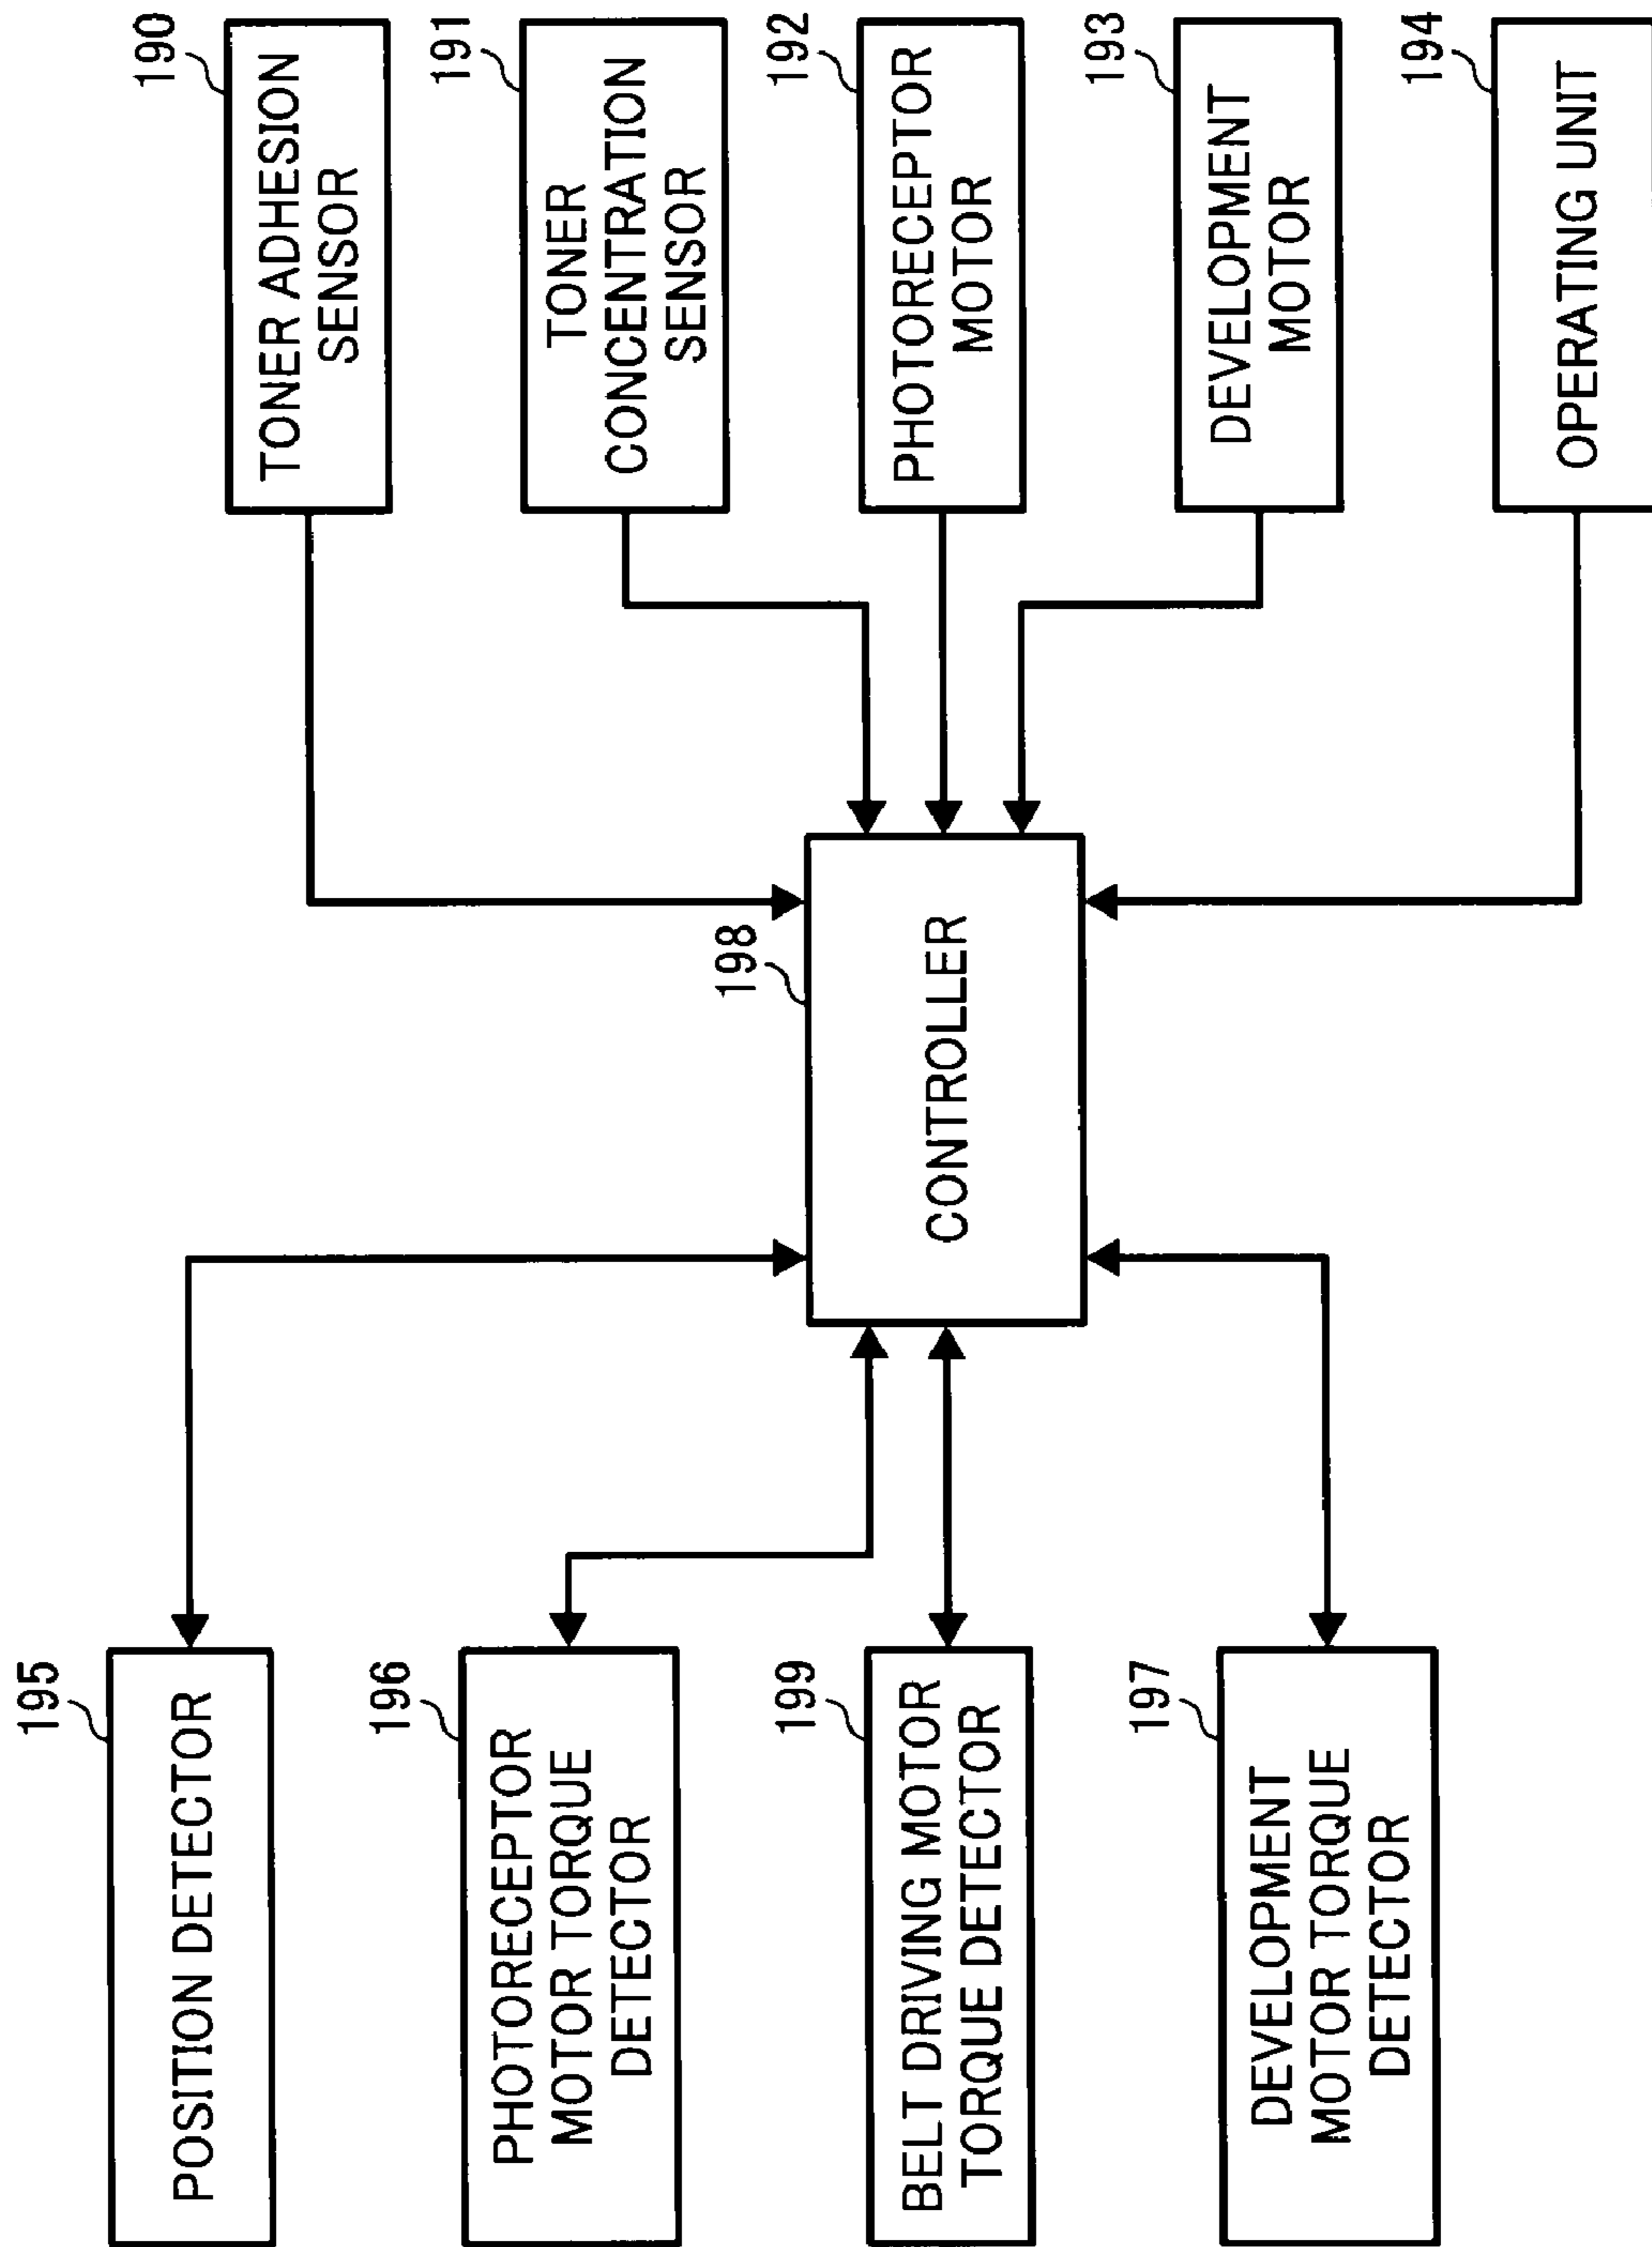 195
POSITION DETECTOR
196
PHOTORECEPTOR
MOTOR TORQUE
DETECTOR
199
BELT DRIVING MOTOR
TORQUE DETECTOR
197
DEVELOPMENT
MOTOR TORQUE
DETECTOR
198
CONTROLLER
190
TONER ADHESION
SENSOR
191
TONER
CONCENTRATION
SENSOR
192
PHOTORECEPTOR
MOTOR
193
DEVELOPMENT
MOTOR
194
OPERATING UNIT